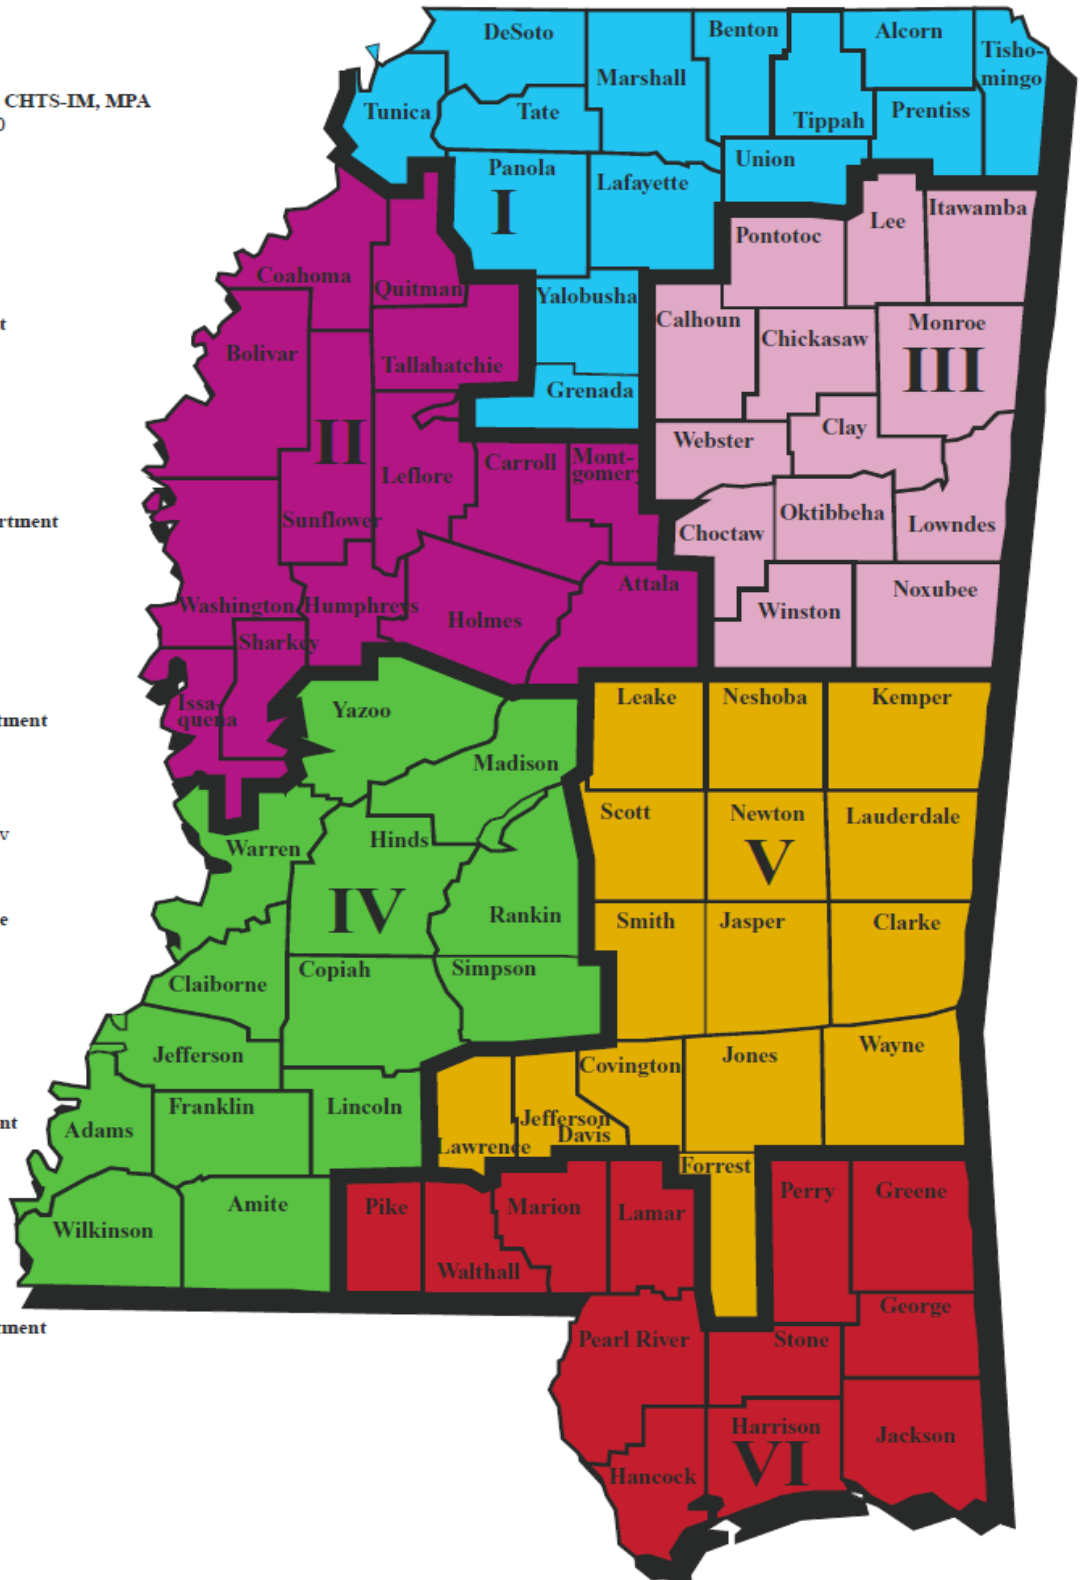 DeSoto
Benton
Alcorn
Tisho-
mingo
Marshall
CHTS-IM, MPA
Tunica
Tate
Tippah
Prentiss
Union
Panola
Lafayette
I
Lee
Itawamba
Pontotoc
Coahoma
Quitman
Yalobusha
Calhoun
Chickasaw
Monroe
III
Bolivar
Tallahatchie
Grenada
II
Webster
Clay
Leflore
Carroll
Mont-
gomery
Sunflower
Choctaw
Oktibbeha
Lowndes
rtment
Attala
Noxubee
Washington
Humphreys
Holmes
Winston
Sharkey
Issa-
quena
Yazoo
Leake
Neshoba
Kemper
tment
Madison
Scott
Newton
Lauderdale
V
Warren
Hinds
IV
Rankin
Smith
Jasper
Clarke
Claiborne
Copiah
Simpson
Jefferson
Covington
Jones
Wayne
Adams
Franklin
Lincoln
Lawrence
Jefferson
Davis
Forrest
Wilkinson
Amite
Pike
Walthall
Marion
Lamar
Perry
Greene
George
Pearl River
Stone
Harrison
VI
Hancock
Jackson